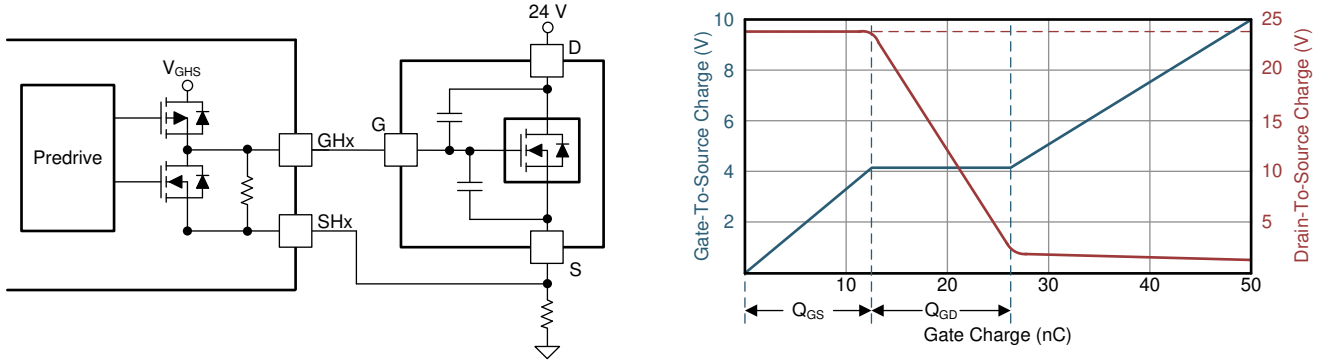 24 V
D
V_GHS
G
GHx
Predrive
SHx
S
Gate-To-Source Charge (V)
10
8
6
4
2
25
20
15
10
5
Drain-To-Source Charge (V)
10
20
30
40
50
Q_GS
Q_GD
Gate Charge (nC)